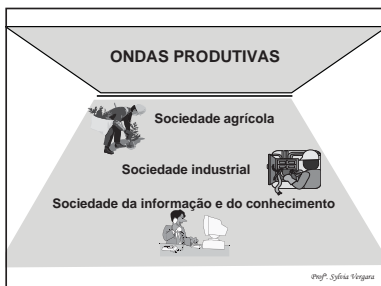 ONDAS PRODUTIVAS
Sociedade agrícola
Sociedade industrial
Sociedade da informação e do conhecimento
Profª. Sylvia Vergara